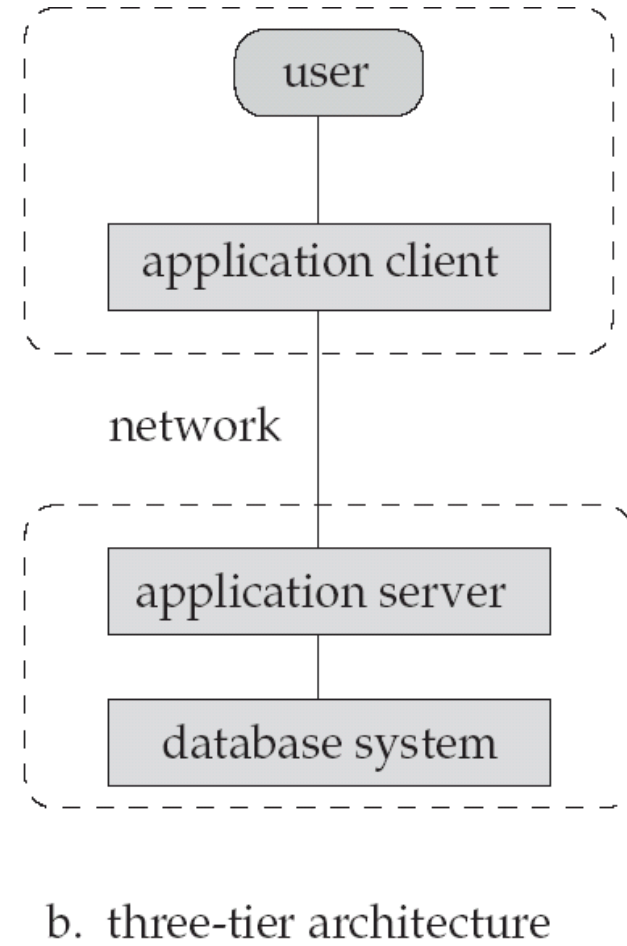 user
application client
network
application server
database system
b. three-tier architecture